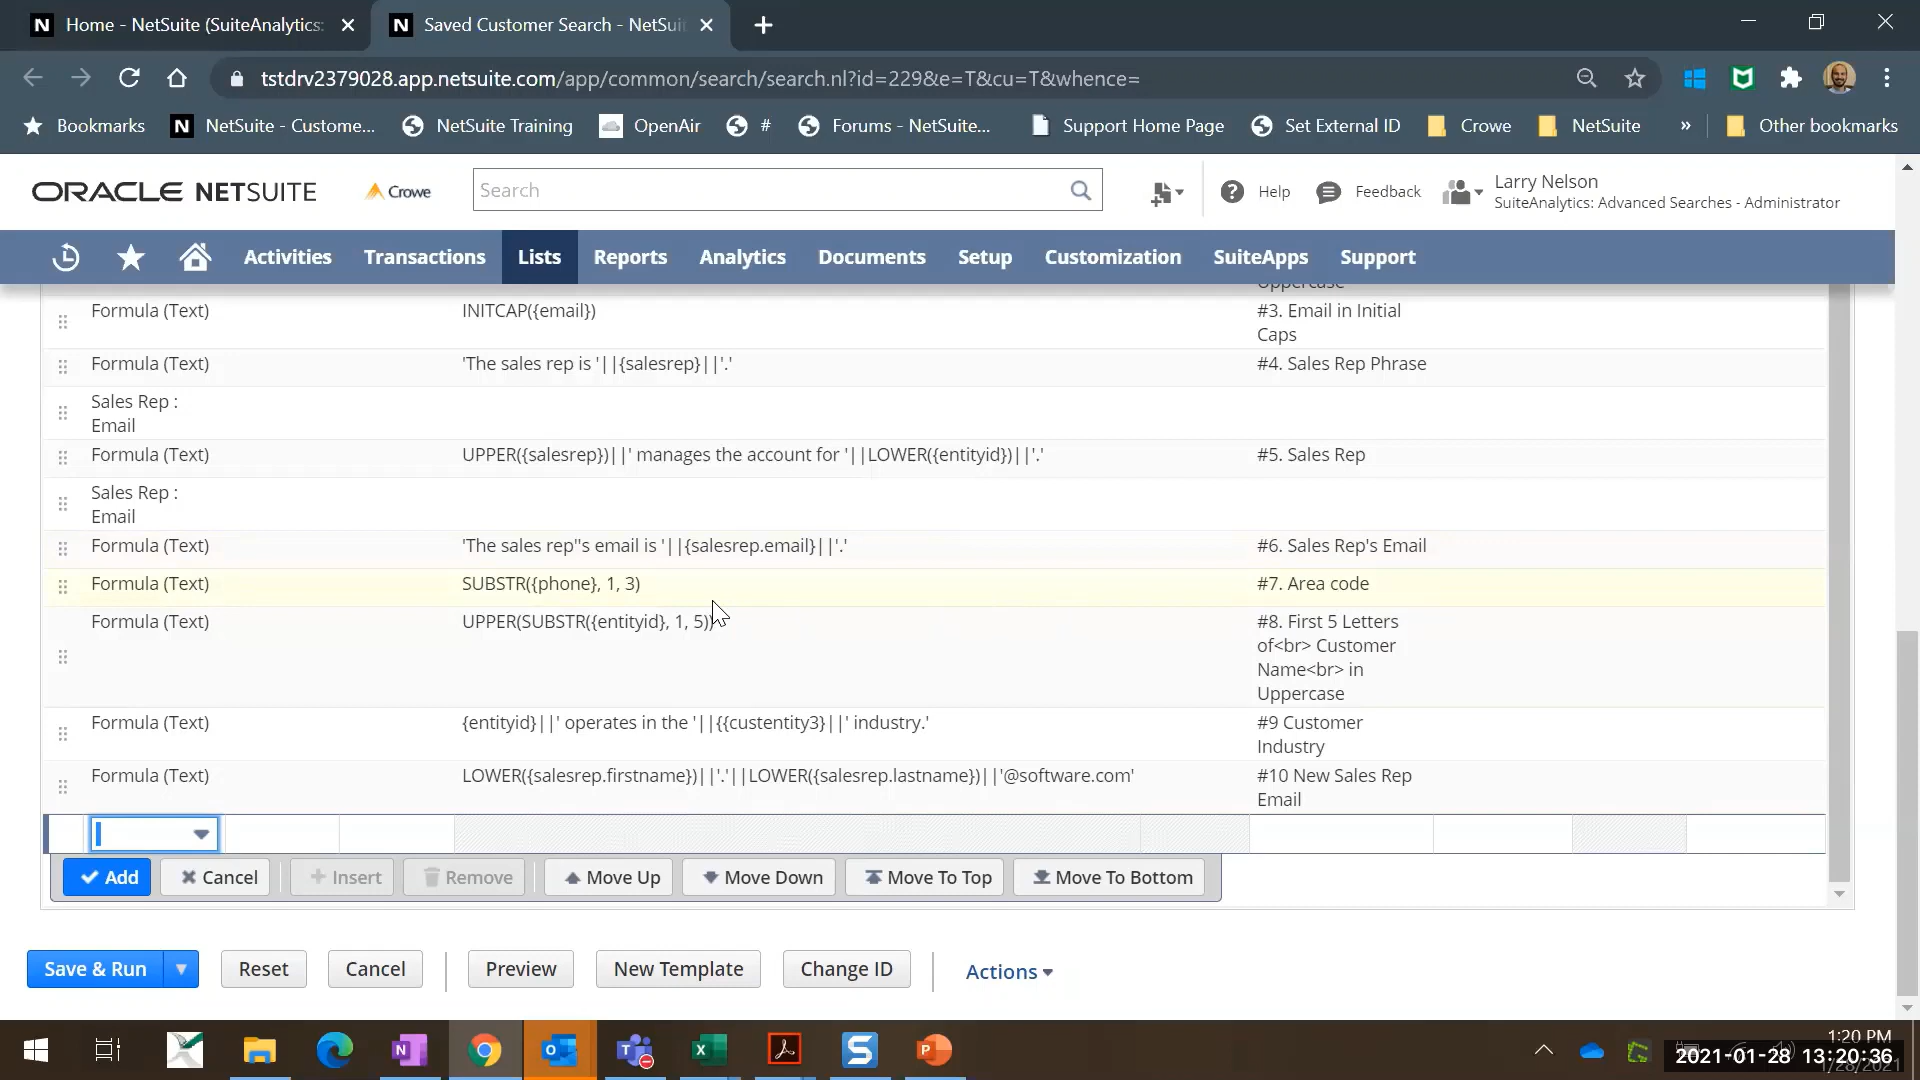 Home - NetSuite (SuiteAnalytics:
Saved Customer Search - NetSui
tstdrv2379028.app.netsuite.com/app/common/search/search.nl?id=229&e=T&cu=T&whence=
Bookmarks
N NetSuite - Custome...
NetSuite Training
OpenAir
#
Forums - NetSuite...
Support Home Page
Set External ID
Crowe
NetSuite
»
Other bookmarks
ORACLE NETSUITE
Crowe
Search
Help
Feedback
Larry Nelson
SuiteAnalytics: Advanced Searches - Administrator
Activities
Transactions
Lists
Reports
Analytics
Documents
Setup
Customization
SuiteApps
Support
Uppercase
Formula (Text) INITCAP({email}) #3. Email in Initial
Caps
Formula (Text) 'The sales rep is '||{salesrep}||'.' #4. Sales Rep Phrase
Sales Rep :
Email
Formula (Text) UPPER({salesrep})||' manages the account for '||LOWER({entityid})||'.' #5. Sales Rep
Sales Rep :
Email
Formula (Text) 'The sales rep''s email is '||{salesrep.email}||'.' #6. Sales Rep's Email
Formula (Text) SUBSTR({phone}, 1, 3) #7. Area code
Formula (Text) UPPER(SUBSTR({entityid}, 1, 5)) #8. First 5 Letters
of<br> Customer
Name<br> in
Uppercase
Formula (Text) {entityid}||' operates in the '||{{custentity3}||' industry.' #9 Customer
Industry
Formula (Text) LOWER({salesrep.firstname})||'.'||LOWER({salesrep.lastname})||'@software.com' #10 New Sales Rep
Email
Add
Cancel
Insert
Remove
Move Up
Move Down
Move To Top
Move To Bottom
Save & Run
Reset
Cancel
Preview
New Template
Change ID
Actions
1:20 PM
2021-01-28 13:20:36
1/28/2021